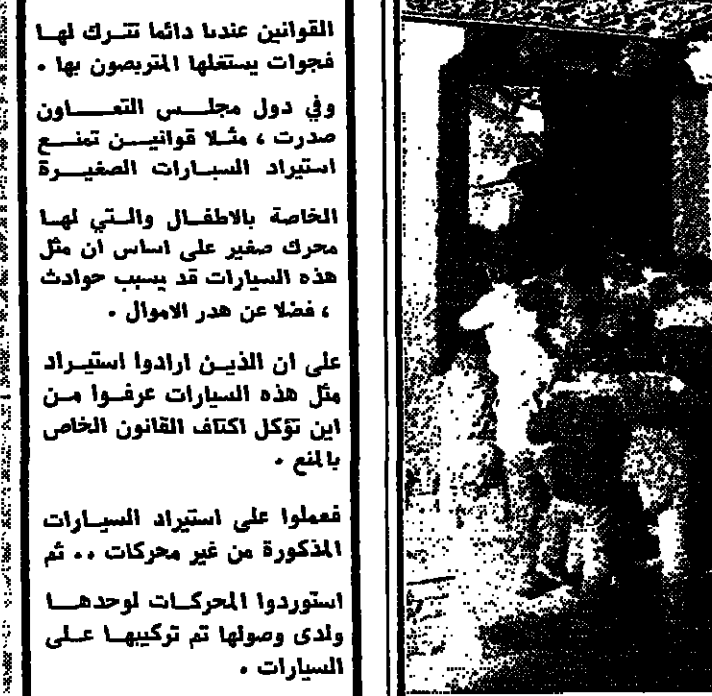 القوانين عندنا دائما تترك لها
فجوات يستغلها المتربصون بها .
وفي دول مجلس التعاون
صدرت ، مثلا قوانين تمنع
استيراد السيارات الصغيرة
الخاصة بالاطفال والتي لها
محرك صغير على اساس ان مثل
هذه السيارات قد يسبب حوادث
، فضلا عن هدر الاموال .
على ان الذين ارادوا استيراد
مثل هذه السيارات عرفوا من
اين تؤكل اكتاف القانون الخاص
بالمنع .
فعملوا على استيراد السيارات
المذكورة من غير محركات .. ثم
استوردوا المحركات لوحدها
ولدى وصولها تم تركيبها على
السيارات .